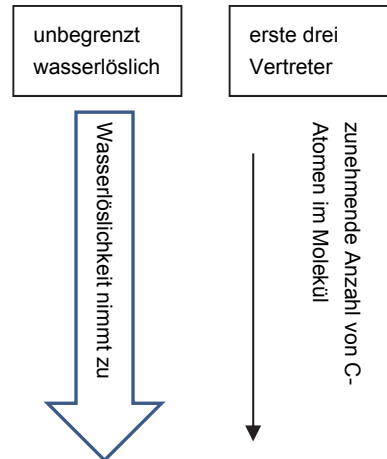 unbegrenzt
wasserlöslich
erste drei
Vertreter
Wasserlöslichkeit nimmt zu
zunehmende Anzahl von C-
Atomen im Molekül